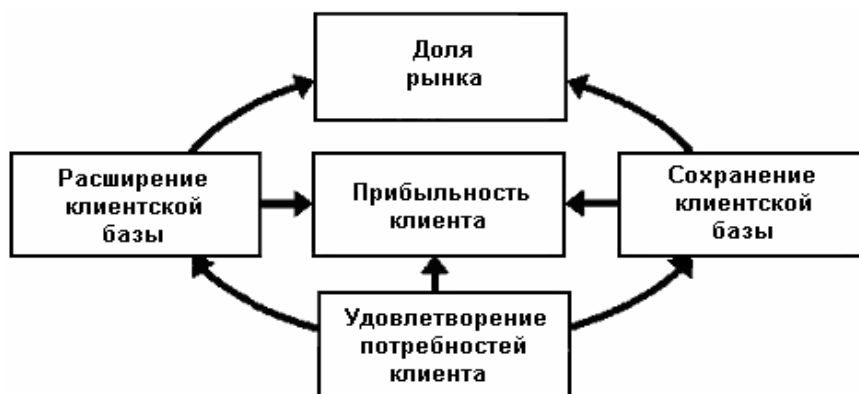 Доля
рынка
Расширение
клиентской
базы
Прибыльность
клиента
Сохранение
клиентской
базы
Удовлетворение
потребностей
клиента